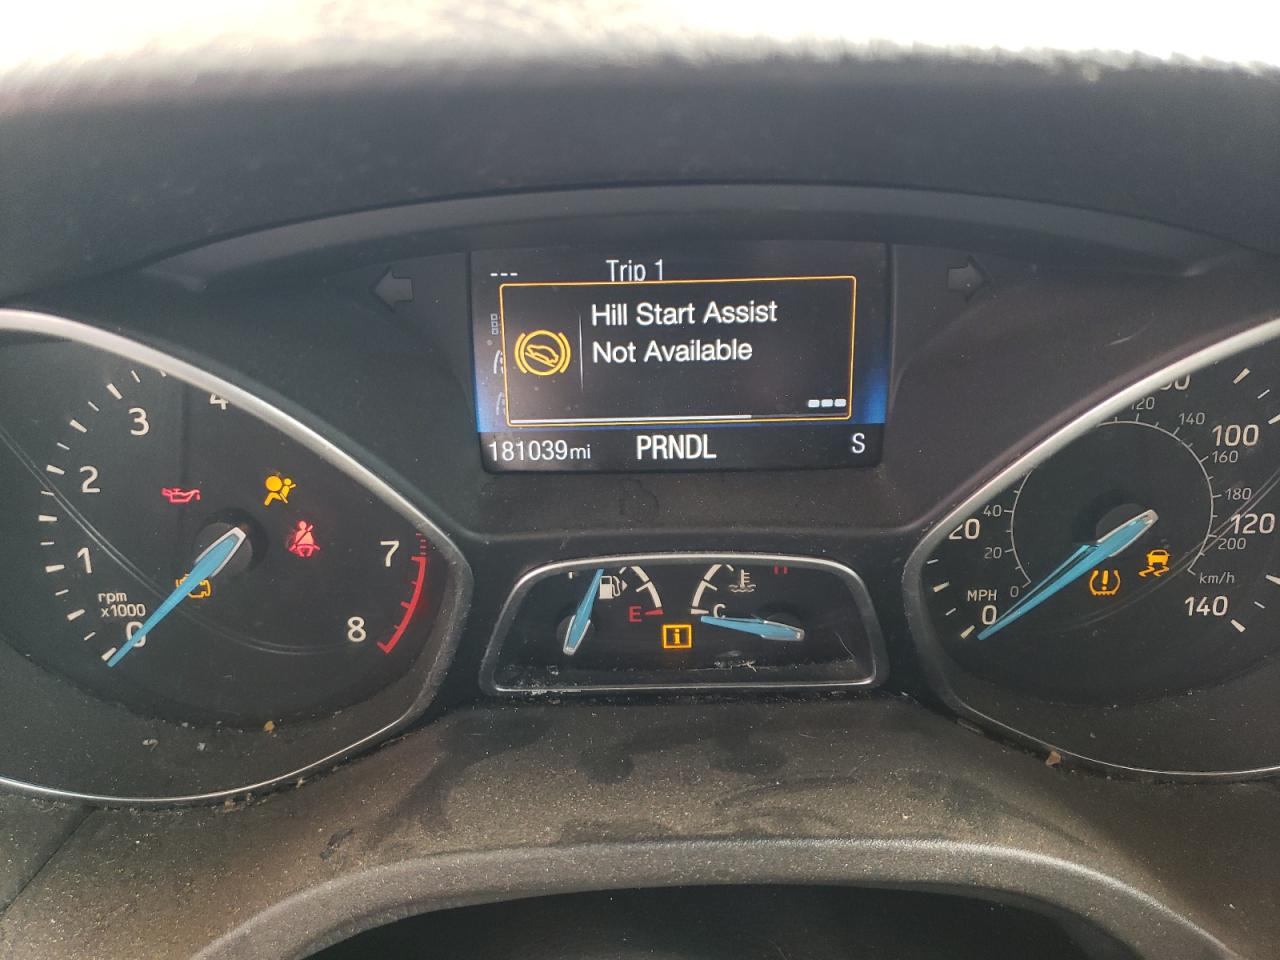 --- Trip 1
Hill Start Assist
Not Available
181039mi PRNDL S
0 1 2 3 4 7 8
rpm
x1000
E
C
H
0 20 100 120 140
MPH
0 20 40 120 140 160 180 200
km/h